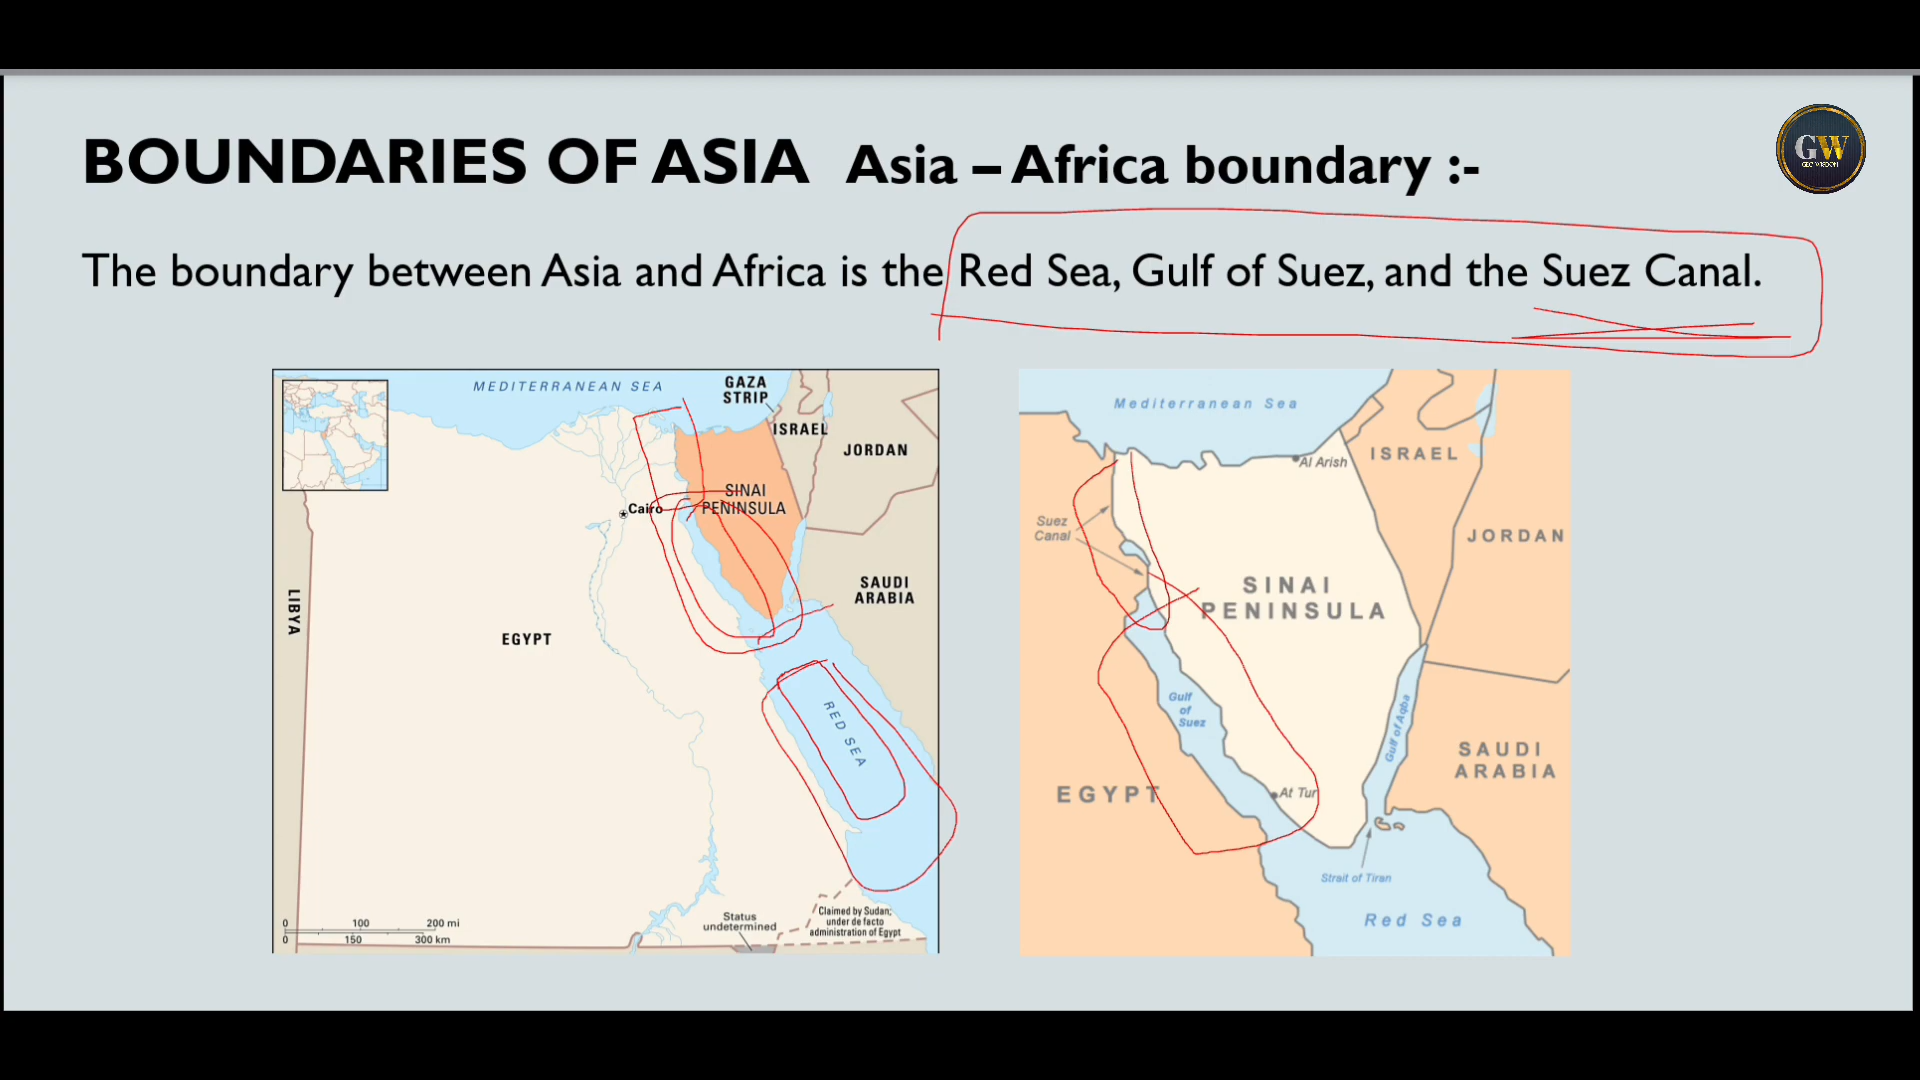 BOUNDARIES OF ASIA Asia – Africa boundary :-
GW
GEO WISDOM
The boundary between Asia and Africa is the Red Sea, Gulf of Suez, and the Suez Canal.
MEDITERRANEAN SEA
GAZA
STRIP
ISRAEL
JORDAN
SINAI
PENINSULA
Cairo
SAUDI
ARABIA
LIBYA
EGYPT
RED SEA
0 100 200 mi
0 150 300 km
Status
undetermined
Claimed by Sudan;
under de facto
administration of Egypt
Mediterranean Sea
Al Arish
ISRAEL
Suez
Canal
JORDAN
SINAI
PENINSULA
Gulf
of
Suez
Gulf of Aqba
SAUDI
ARABIA
EGYPT
At Tur
Strait of Tiran
Red Sea